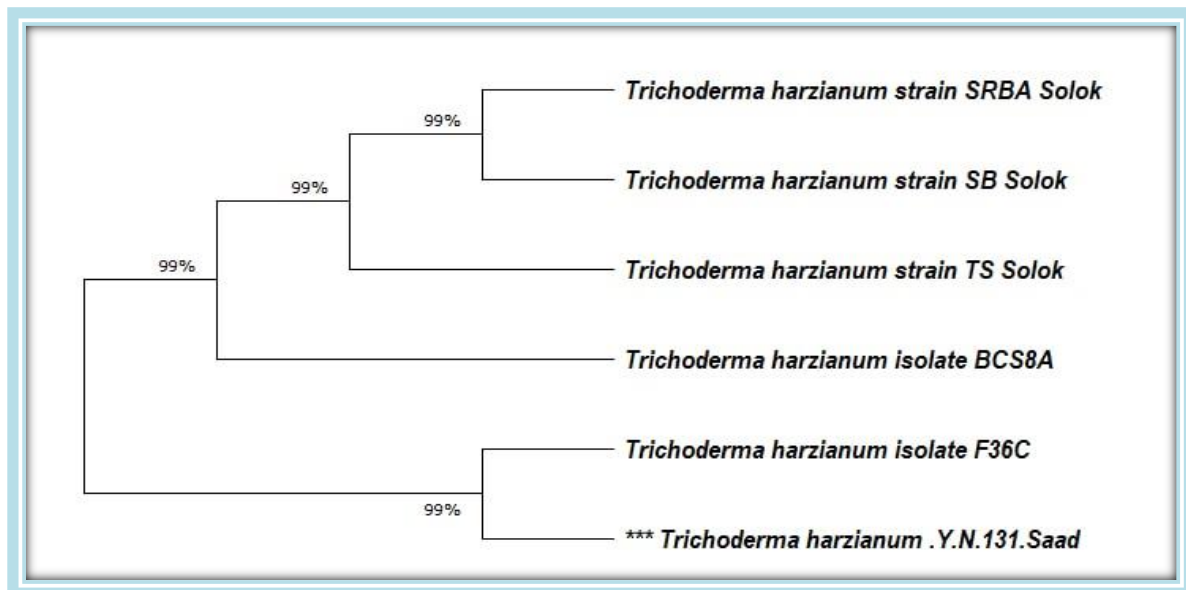 Trichoderma harzianum strain SRBA Solok
99%
Trichoderma harzianum strain SB Solok
99%
99%
Trichoderma harzianum strain TS Solok
Trichoderma harzianum isolate BCS8A
Trichoderma harzianum isolate F36C
99%
*** Trichoderma harzianum .Y.N.131.Saad